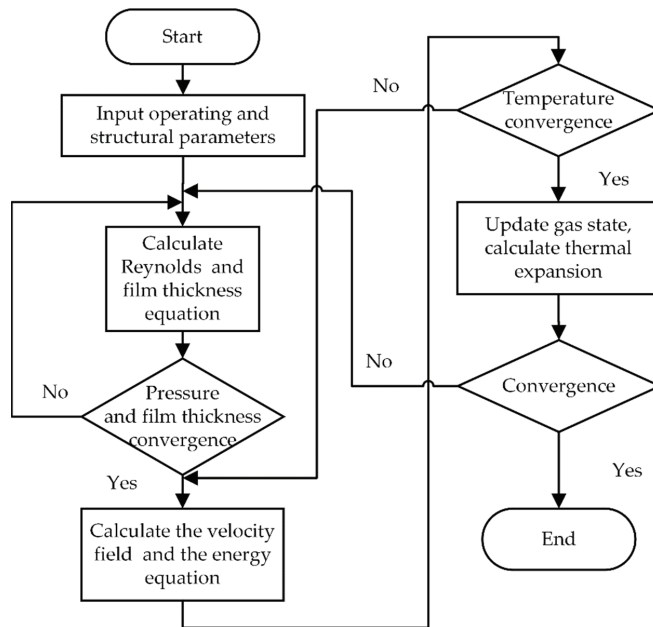 Start
Input operating and
structural parameters
Calculate
Reynolds and
film thickness
equation
No
Pressure
and film thickness
convergence
Yes
Calculate the velocity
field and the energy
equation
No
Temperature
convergence
Yes
Update gas state,
calculate thermal
expansion
No
Convergence
Yes
End